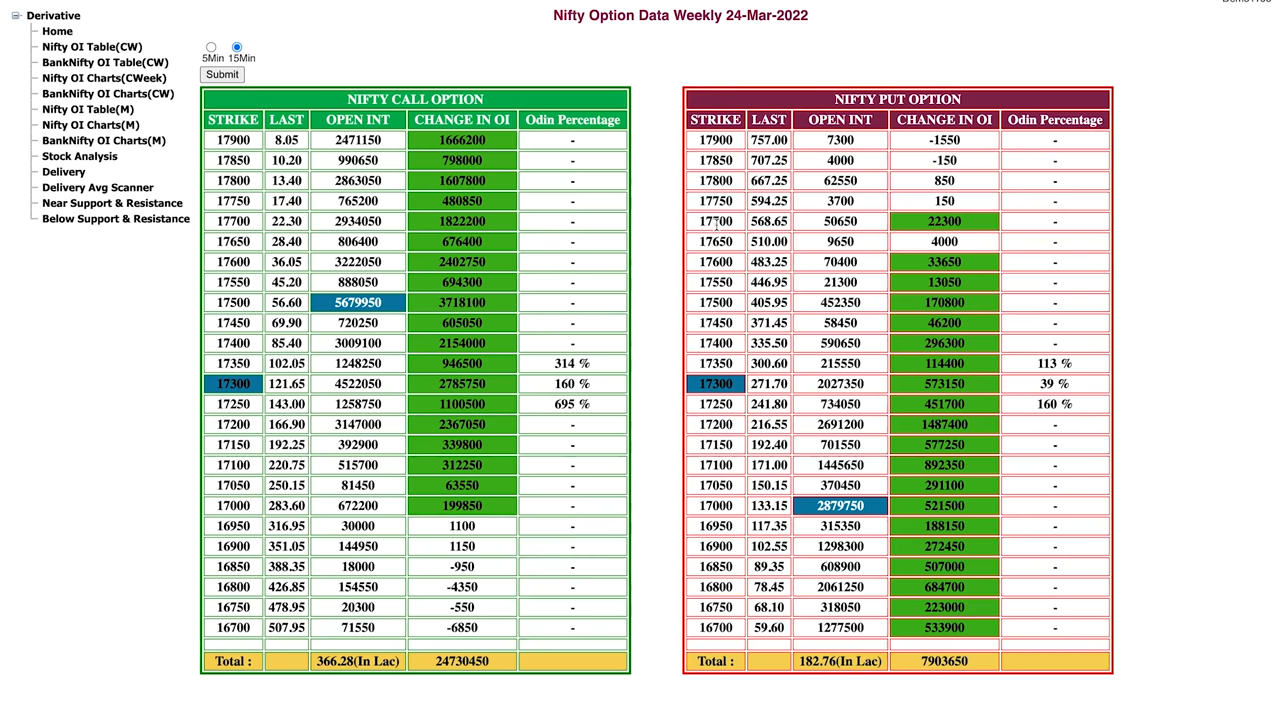 Nifty Option Data Weekly 24-Mar-2022
Derivative
Home
Nifty OI Table(CW)
BankNifty OI Table(CW)
Nifty OI Charts(CWeek)
BankNifty OI Charts(CW)
Nifty OI Table(M)
Nifty OI Charts(M)
BankNifty OI Charts(M)
Stock Analysis
Delivery
Delivery Avg Scanner
Near Support & Resistance
Below Support & Resistance
5Min 15Min
Submit
NIFTY CALL OPTION
STRIKE LAST OPEN INT CHANGE IN OI Odin Percentage
17900 8.05 2471150 1666200 -
17850 10.20 990650 798000 -
17800 13.40 2863050 1607800 -
17750 17.40 765200 480850 -
17700 22.30 2934050 1822200 -
17650 28.40 806400 676400 -
17600 36.05 3222050 2402750 -
17550 45.20 888050 694300 -
17500 56.60 5679950 3718100 -
17450 69.90 720250 605050 -
17400 85.40 3009100 2154000 -
17350 102.05 1248250 946500 314 %
17300 121.65 4522050 2785750 160 %
17250 143.00 1258750 1100500 695 %
17200 166.90 3147000 2367050 -
17150 192.25 392900 339800 -
17100 220.75 515700 312250 -
17050 250.15 81450 63550 -
17000 283.60 672200 199850 -
16950 316.95 30000 1100 -
16900 351.05 144950 1150 -
16850 388.35 18000 -950 -
16800 426.85 154550 -4350 -
16750 478.95 20300 -550 -
16700 507.95 71550 -6850 -
Total : 366.28(In Lac) 24730450
NIFTY PUT OPTION
STRIKE LAST OPEN INT CHANGE IN OI Odin Percentage
17900 757.00 7300 -1550 -
17850 707.25 4000 -150 -
17800 667.25 62550 850 -
17750 594.25 3700 150 -
17700 568.65 50650 22300 -
17650 510.00 9650 4000 -
17600 483.25 70400 33650 -
17550 446.95 21300 13050 -
17500 405.95 452350 170800 -
17450 371.45 58450 46200 -
17400 335.50 590650 296300 -
17350 300.60 215550 114400 113 %
17300 271.70 2027350 573150 39 %
17250 241.80 734050 451700 160 %
17200 216.55 2691200 1487400 -
17150 192.40 701550 577250 -
17100 171.00 1445650 892350 -
17050 150.15 370450 291100 -
17000 133.15 2879750 521500 -
16950 117.35 315350 188150 -
16900 102.55 1298300 272450 -
16850 89.35 608900 507000 -
16800 78.45 2061250 684700 -
16750 68.10 318050 223000 -
16700 59.60 1277500 533900 -
Total : 182.76(In Lac) 7903650